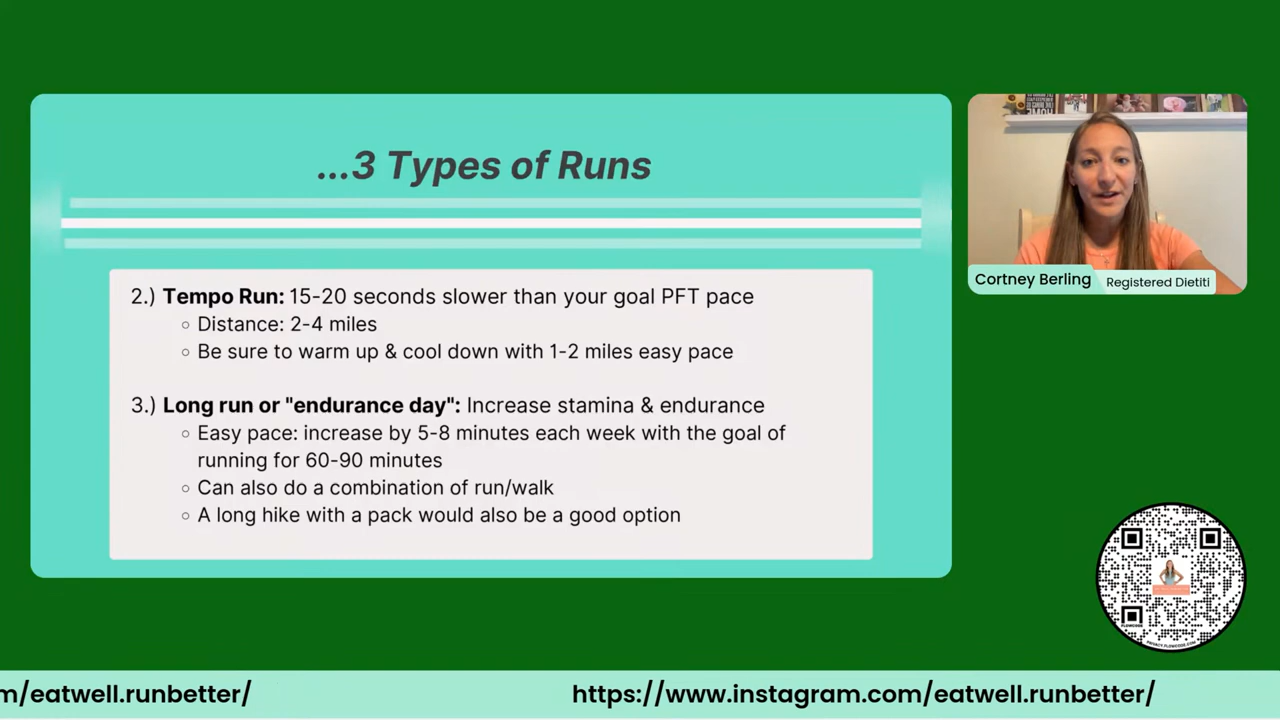 ...3 Types of Runs
2.) Tempo Run: 15-20 seconds slower than your goal PFT pace
○ Distance: 2-4 miles
○ Be sure to warm up & cool down with 1-2 miles easy pace
3.) Long run or "endurance day": Increase stamina & endurance
○ Easy pace: increase by 5-8 minutes each week with the goal of
running for 60-90 minutes
○ Can also do a combination of run/walk
○ A long hike with a pack would also be a good option
Cortney Berling
Registered Dietiti
m/eatwell.runbetter/
https://www.instagram.com/eatwell.runbetter/